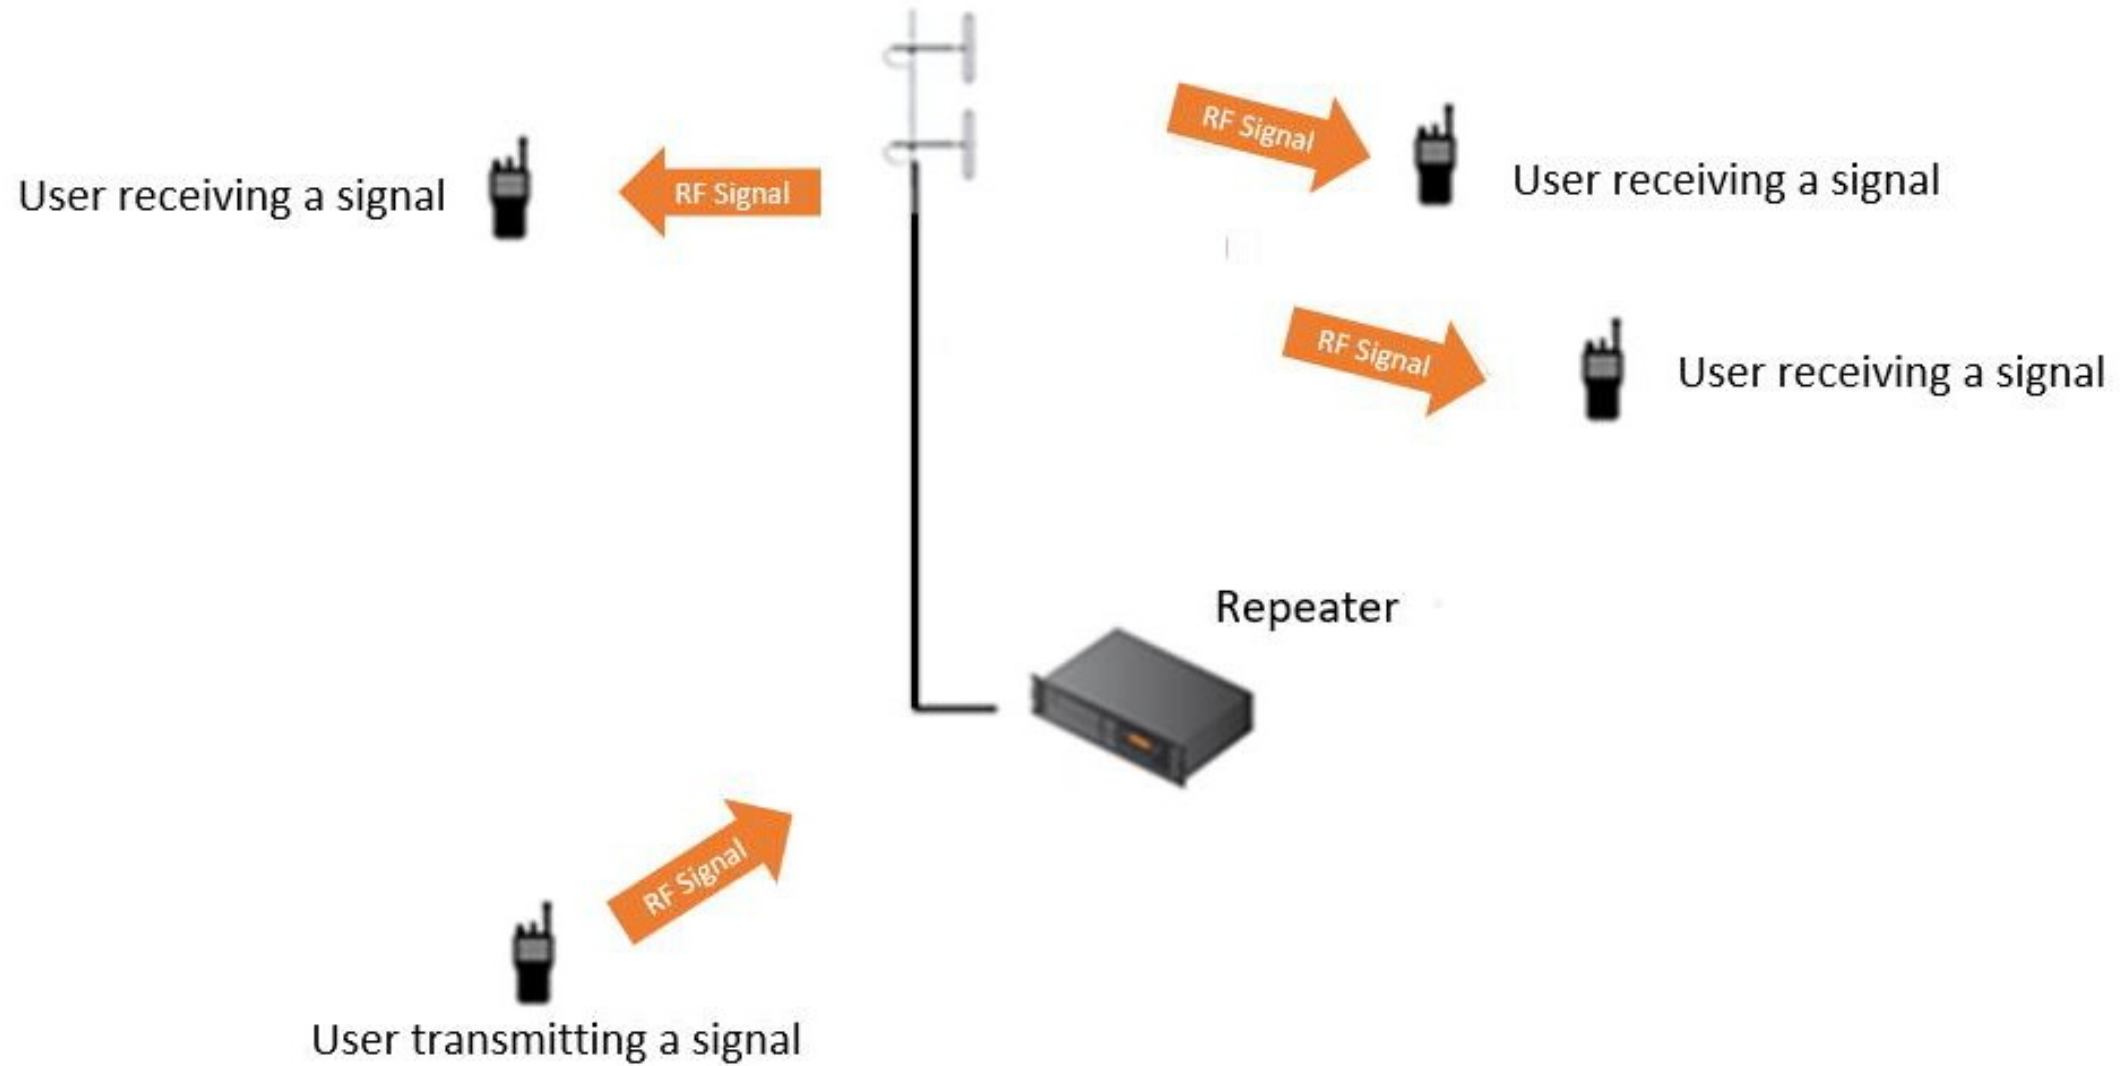 RF Signal
User receiving a signal
RF Signal
User receiving a signal
RF Signal
User receiving a signal
Repeater
RF Signal
User transmitting a signal